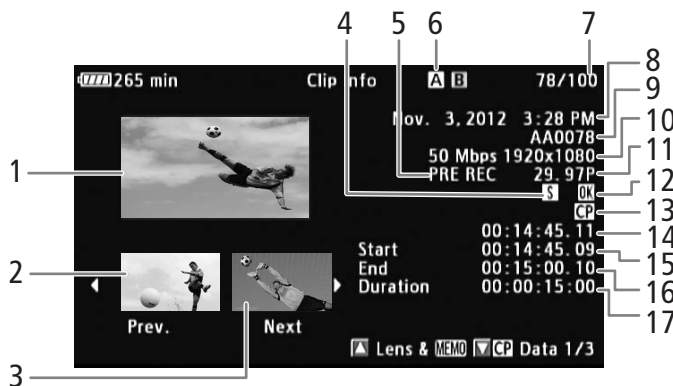 4 5 6 7
265 min Clip Info A B 78/100
8
Nov. 3, 2012 3:28 PM
9
AA0078
10
50 Mbps 1920x1080
11
PRE REC 29.97P
12
S OK
13
CP
14
00:14:45.11
15
Start 00:14:45.09
16
End 00:15:00.10
17
Duration 00:00:15:00
1
2
3
Prev. Next
Lens & MEMO CP Data 1/3